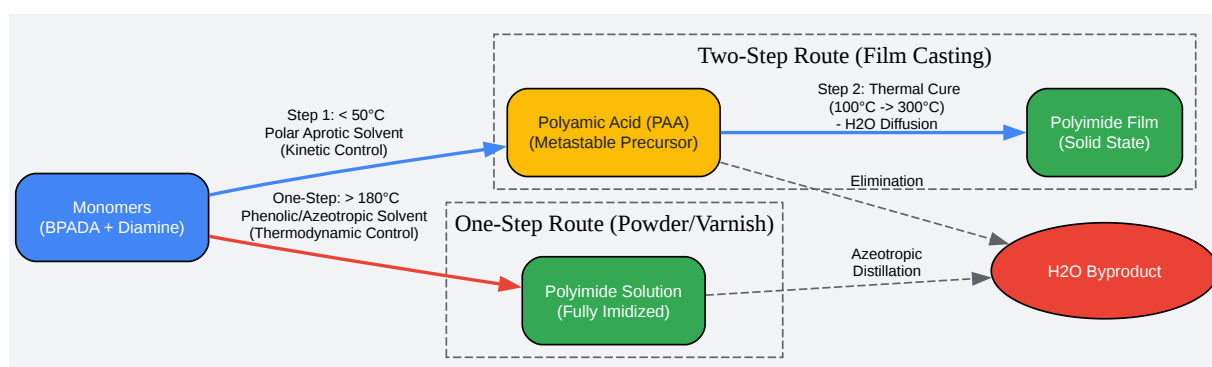 Two-Step Route (Film Casting)
Step 1: < 50°C
Polar Aprotic Solvent
(Kinetic Control)
Polyamic Acid (PAA)
(Metastable Precursor)
Step 2: Thermal Cure
(100°C -> 300°C)
- H2O Diffusion
Polyimide Film
(Solid State)
Monomers
(BPADA + Diamine)
One-Step: > 180°C
Phenolic/Azeotropic Solvent
(Thermodynamic Control)
Elimination
One-Step Route (Powder/Varnish)
Polyimide Solution
(Fully Imidized)
Azeotropic
Distillation
H2O Byproduct